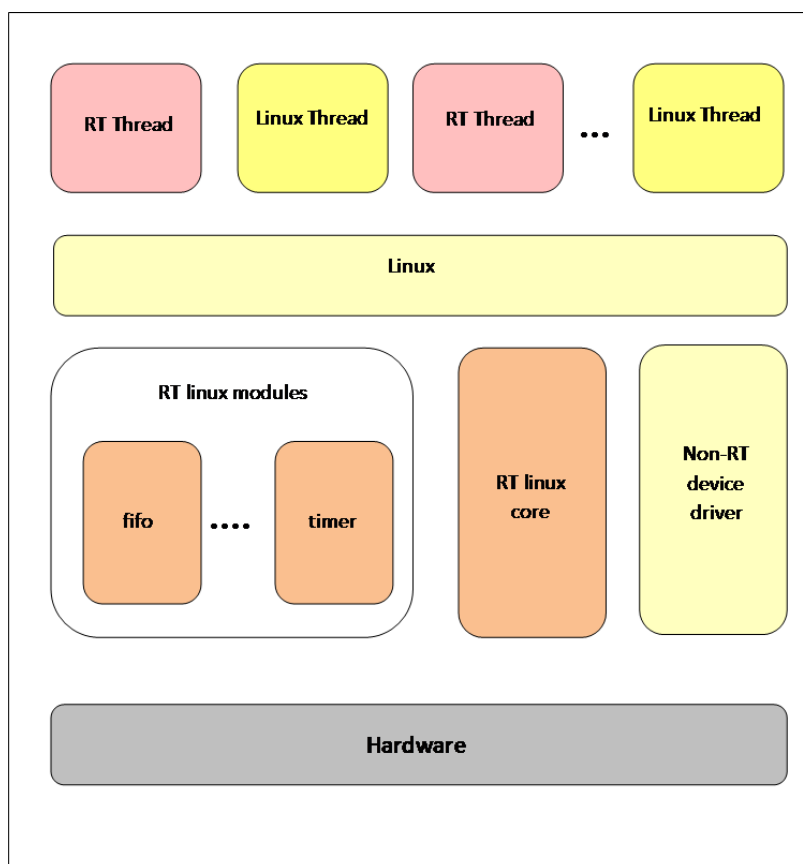 RT Thread
Linux Thread
RT Thread
...
Linux Thread
Linux
RT linux modules
fifo
....
timer
RT linux
core
Non-RT
device
driver
Hardware